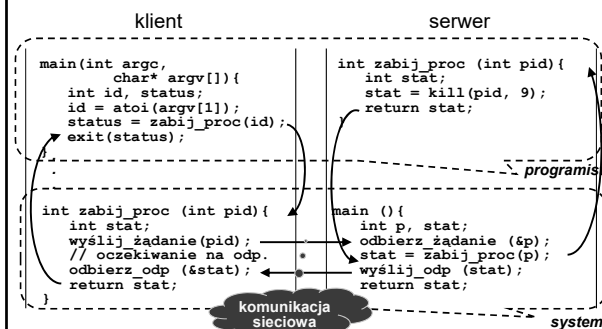 klient
serwer
main(int argc,
char* argv[]){
int id, status;
id = atoi(argv[1]);
status = zabij_proc(id);
exit(status);
}
int zabij_proc (int pid){
int stat;
stat = kill(pid, 9);
return stat;
}
programis
int zabij_proc (int pid){
int stat;
wyślij_żądanie(pid);
// oczekiwanie na odp.
odbierz_odp (&stat);
return stat;
}
main (){
int p, stat;
odbierz_żądanie (&p);
stat = zabij_proc(p);
wyślij_odp (stat);
return stat;
komunikacja
sieciowa
system